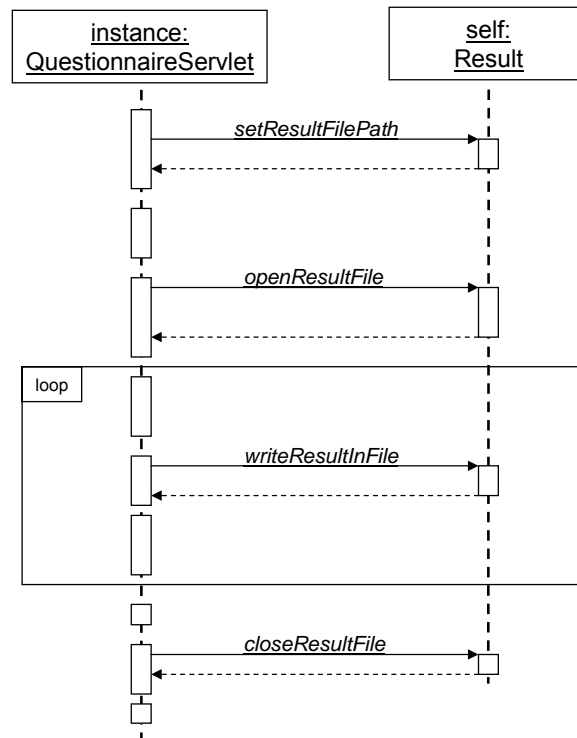 instance:
QuestionnaireServlet
self:
Result
setResultFilePath
openResultFile
loop
writeResultInFile
closeResultFile